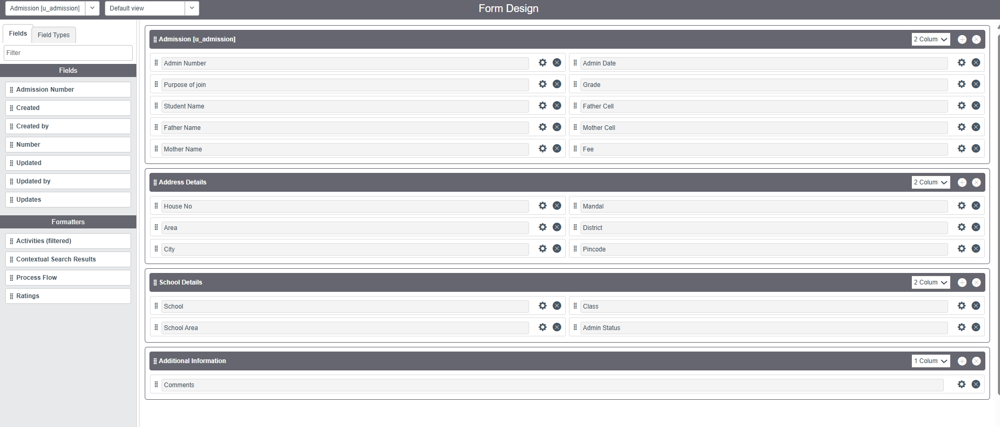 Admission [u_admission]
Default view
Form Design
Fields
Field Types
Filter
Fields
Admission Number
Created
Created by
Number
Updated
Updated by
Updates
Formatters
Activities (filtered)
Contextual Search Results
Process Flow
Ratings
Admission [u_admission]
2 Colum
Admin Number
Admin Date
Purpose of join
Grade
Student Name
Father Cell
Father Name
Mother Cell
Mother Name
Fee
Address Details
2 Colum
House No
Mandal
Area
District
City
Pincode
School Details
2 Colum
School
Class
School Area
Admin Status
Additional Information
1 Colum
Comments